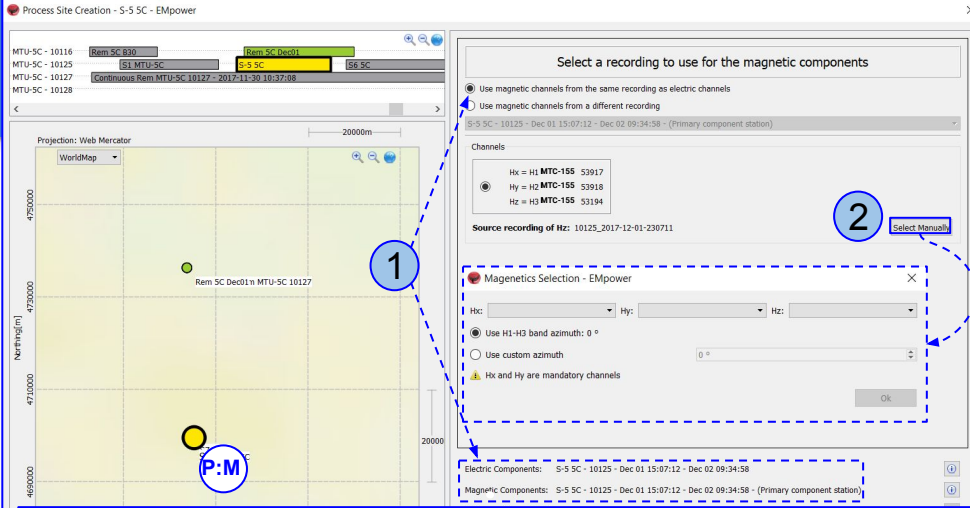 Process Site Creation - S-5 5C - EMpower
MTU-5C - 10116
Rem 5C B30
Rem 5C Dec01
MTU-5C - 10125
S1 MTU-5C
S-5 5C
S6 5C
MTU-5C - 10127
Continuous Rem MTU-5C 10127 - 2017-11-30 10:37:08
MTU-5C - 10128
Projection: Web Mercator
20000m
WorldMap
4750000
4730000
Northing[m]
4710000
4690000
Rem 5C Dec01
MTU-5C 10127
20000
P:M
1
Select a recording to use for the magnetic components
Use magnetic channels from the same recording as electric channels
Use magnetic channels from a different recording
S-5 5C - 10125 - Dec 01 15:07:12 - Dec 02 09:34:58 - (Primary component station)
Channels
Hx = H1 MTC-155 53917
Hy = H2 MTC-155 53918
Hz = H3 MTC-155 53194
Source recording of Hz: 10125_2017-12-01-230711
2
Select Manually
Magenetics Selection - EMpower
Hx: Hy: Hz:
Use H1-H3 band azimuth: 0 °
Use custom azimuth
0 °
Hx and Hy are mandatory channels
Ok
Electric Components: S-5 5C - 10125 - Dec 01 15:07:12 - Dec 02 09:34:58
Magnetic Components: S-5 5C - 10125 - Dec 01 15:07:12 - Dec 02 09:34:58 - (Primary component station)